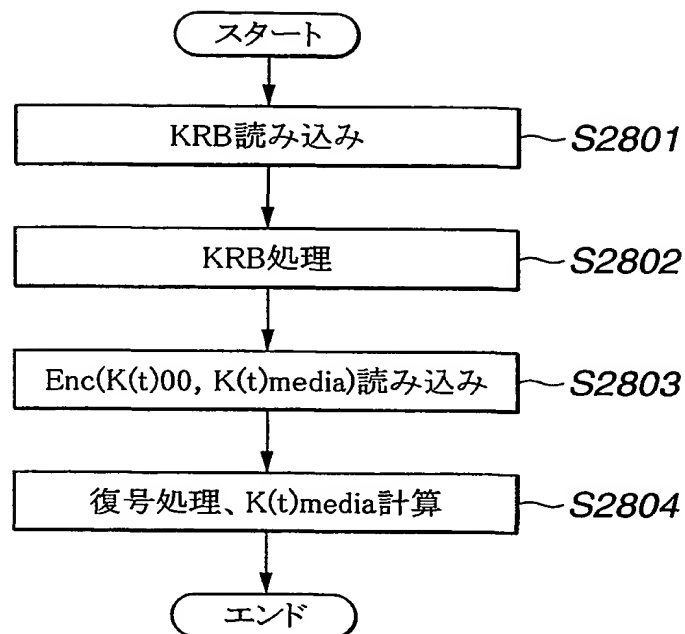 スタート
KRB読み込み
S2801
KRB処理
S2802
Enc(K(t)00, K(t)media)読み込み
S2803
復号処理、K(t)media計算
S2804
エンド